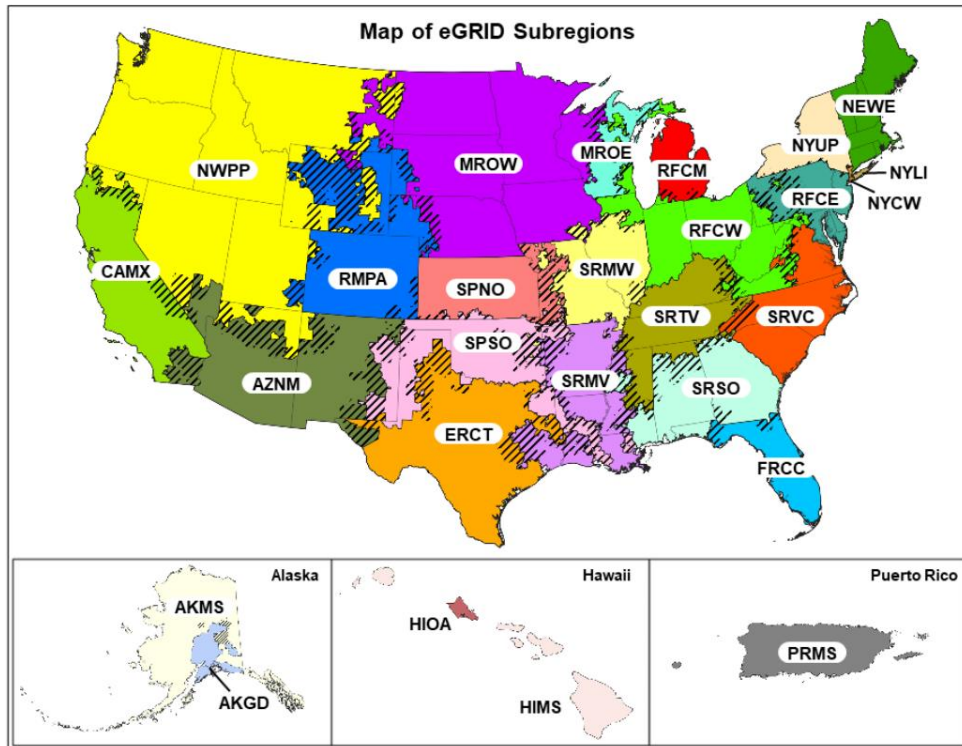 Map of eGRID Subregions
NEWE
NYUP
MROE
MROW
RFCM
NWPP
NYLI
RFCE
NYCW
RFCW
CAMX
SRMW
RMPA
SPNO
SRTV
SRVC
SPSO
AZNM
SRMV
SRSO
ERCT
FRCC
Alaska
AKMS
AKGD
Hawaii
HIOA
HIMS
Puerto Rico
PRMS